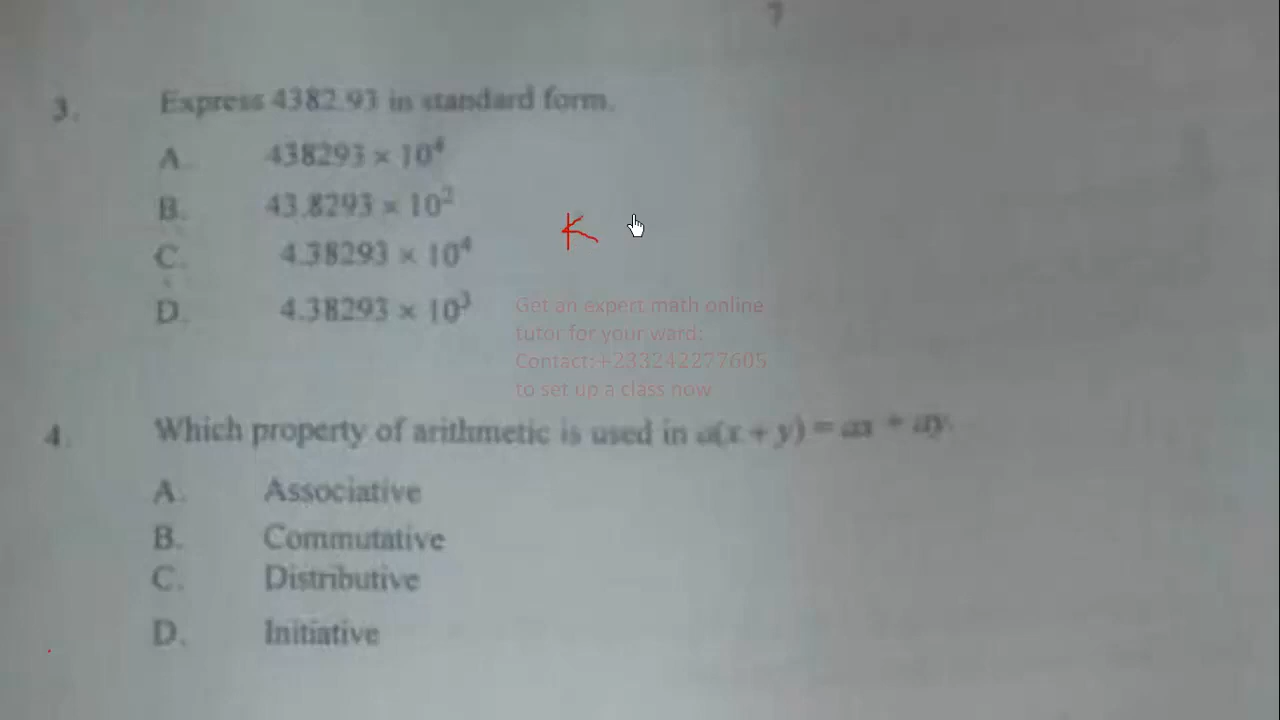 7
3. Express 4382.93 in standard form.
A. 438293 × 10⁴
B. 43.8293 × 10²
C. 4.38293 × 10⁴
D. 4.38293 × 10³
K
Get an expert math online
tutor for your ward:
Contact:+233242277605
to set up a class now
4. Which property of arithmetic is used in a(x + y) = ax + ay.
A. Associative
B. Commutative
C. Distributive
D. Initiative